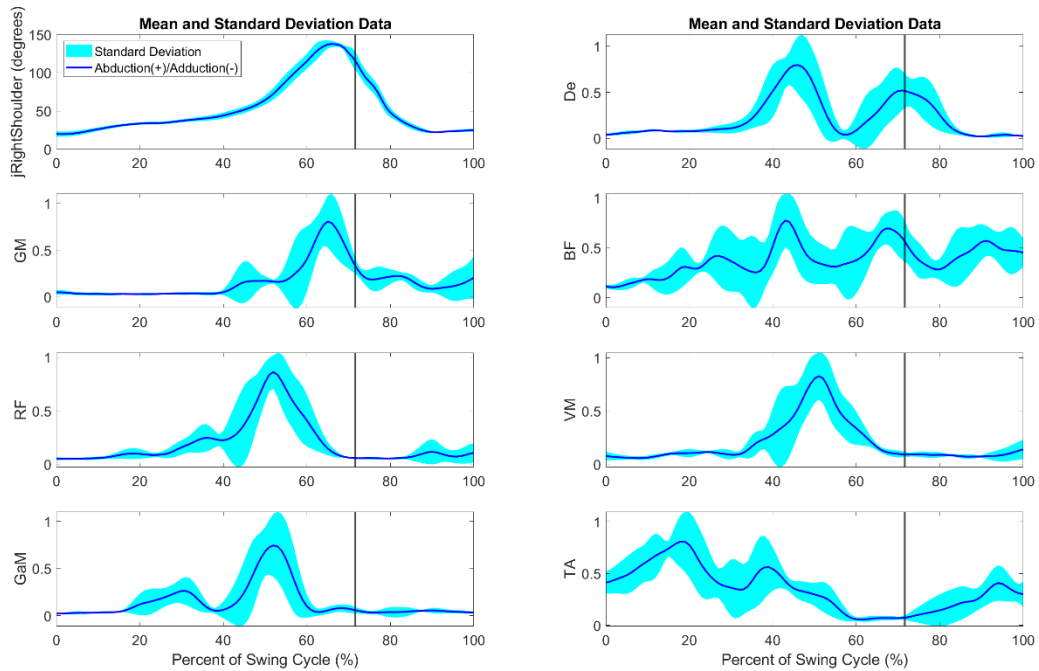 Mean and Standard Deviation Data
jRightShoulder (degrees)
150
100
50
0
Standard Deviation
Abduction(+)/Adduction(-)
0 20 40 60 80 100
Mean and Standard Deviation Data
De
1
0.5
0
0 20 40 60 80 100
GM
1
0.5
0
0 20 40 60 80 100
BF
1
0.5
0
0 20 40 60 80 100
RF
1
0.5
0
0 20 40 60 80 100
VM
1
0.5
0
0 20 40 60 80 100
GaM
1
0.5
0
0 20 40 60 80 100
Percent of Swing Cycle (%)
TA
1
0.5
0
0 20 40 60 80 100
Percent of Swing Cycle (%)